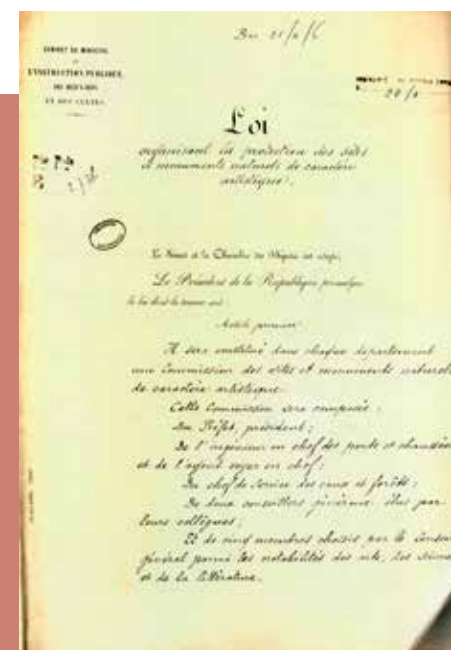 CABINET DU MINISTRE
DE
L'INSTRUCTION PUBLIQUE,
DES BEAUX-ARTS
ET DES CULTES.
Loi
organisant la protection des sites
et monuments naturels de caractère
artistique.
Le Sénat et la Chambre des Députés ont adopté,
Le Président de la République promulgue
la loi dont la teneur suit :
Article premier
Il sera constitué dans chaque département
une Commission des sites et monuments naturels
de caractère artistique.
Cette Commission sera composée :
Du Préfet, président ;
De l'ingénieur en chef des ponts et chaussées
et de l'agent voyer en chef ;
Du chef de service des eaux et forêts ;
De deux conseillers généraux élus par
leurs collègues ;
Et de cinq membres choisis par le Conseil
général parmi les notabilités des arts, des sciences
et de la littérature.